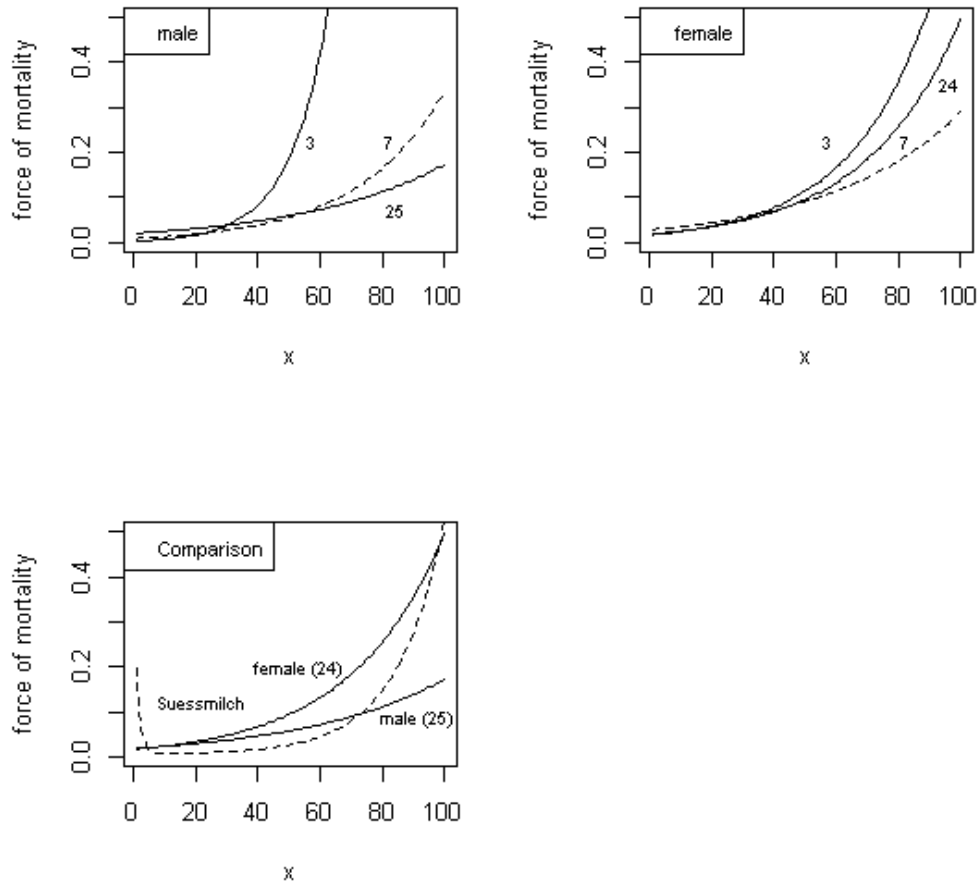 male
force of mortality
0.0 0.2 0.4
3
7
25
0 20 40 60 80 100
x
female
force of mortality
0.0 0.2 0.4
24
3
7
0 20 40 60 80 100
x
Comparison
force of mortality
0.0 0.2 0.4
female (24)
Suessmilch
male (25)
0 20 40 60 80 100
x